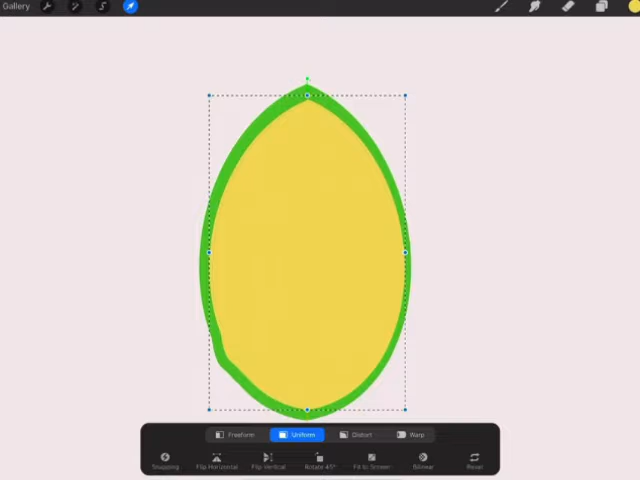 Gallery
Freeform Uniform Distort Warp
Snapping Flip Horizontal Flip Vertical Rotate 45° Fit to Screen Bilinear Reset